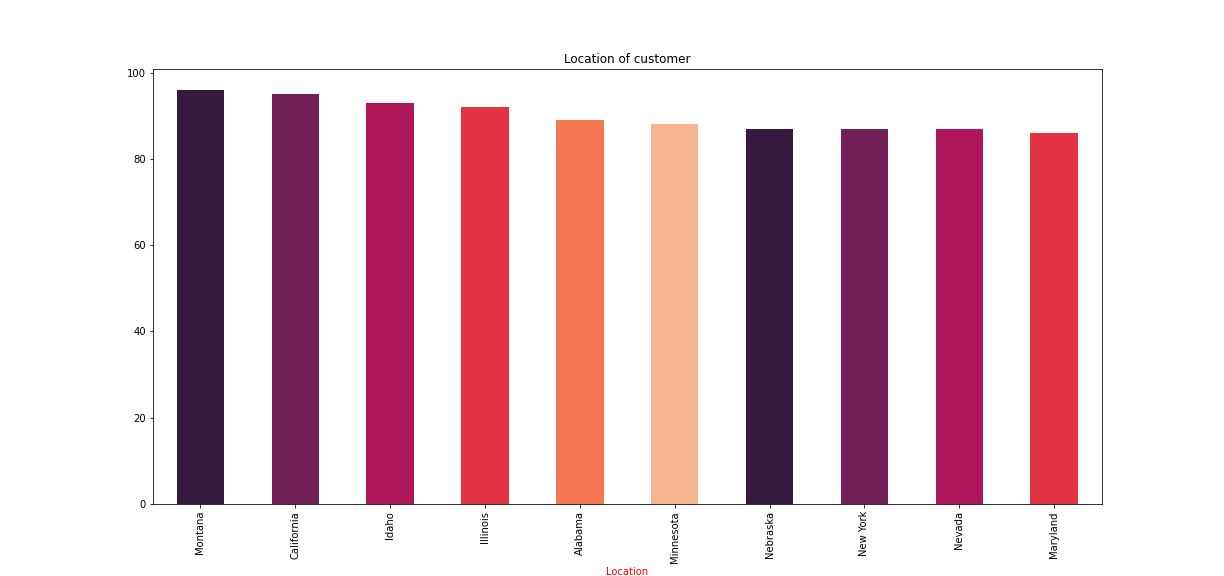 Location of customer
100
80
60
40
20
0
Montana
California
Idaho
Illinois
Alabama
Minnesota
Nebraska
New York
Nevada
Maryland
Location